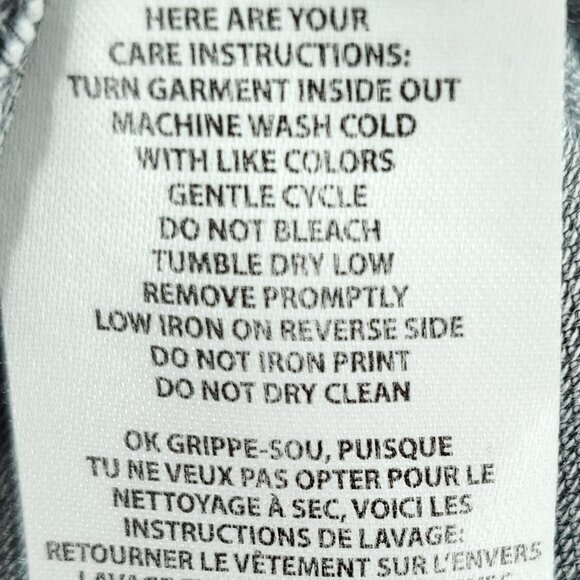 HERE ARE YOUR
CARE INSTRUCTIONS:
TURN GARMENT INSIDE OUT
MACHINE WASH COLD
WITH LIKE COLORS
GENTLE CYCLE
DO NOT BLEACH
TUMBLE DRY LOW
REMOVE PROMPTLY
LOW IRON ON REVERSE SIDE
DO NOT IRON PRINT
DO NOT DRY CLEAN
OK GRIPPE-SOU, PUISQUE
TU NE VEUX PAS OPTER POUR LE
NETTOYAGE À SEC, VOICI LES
INSTRUCTIONS DE LAVAGE:
RETOURNER LE VÊTEMENT SUR L'ENVERS